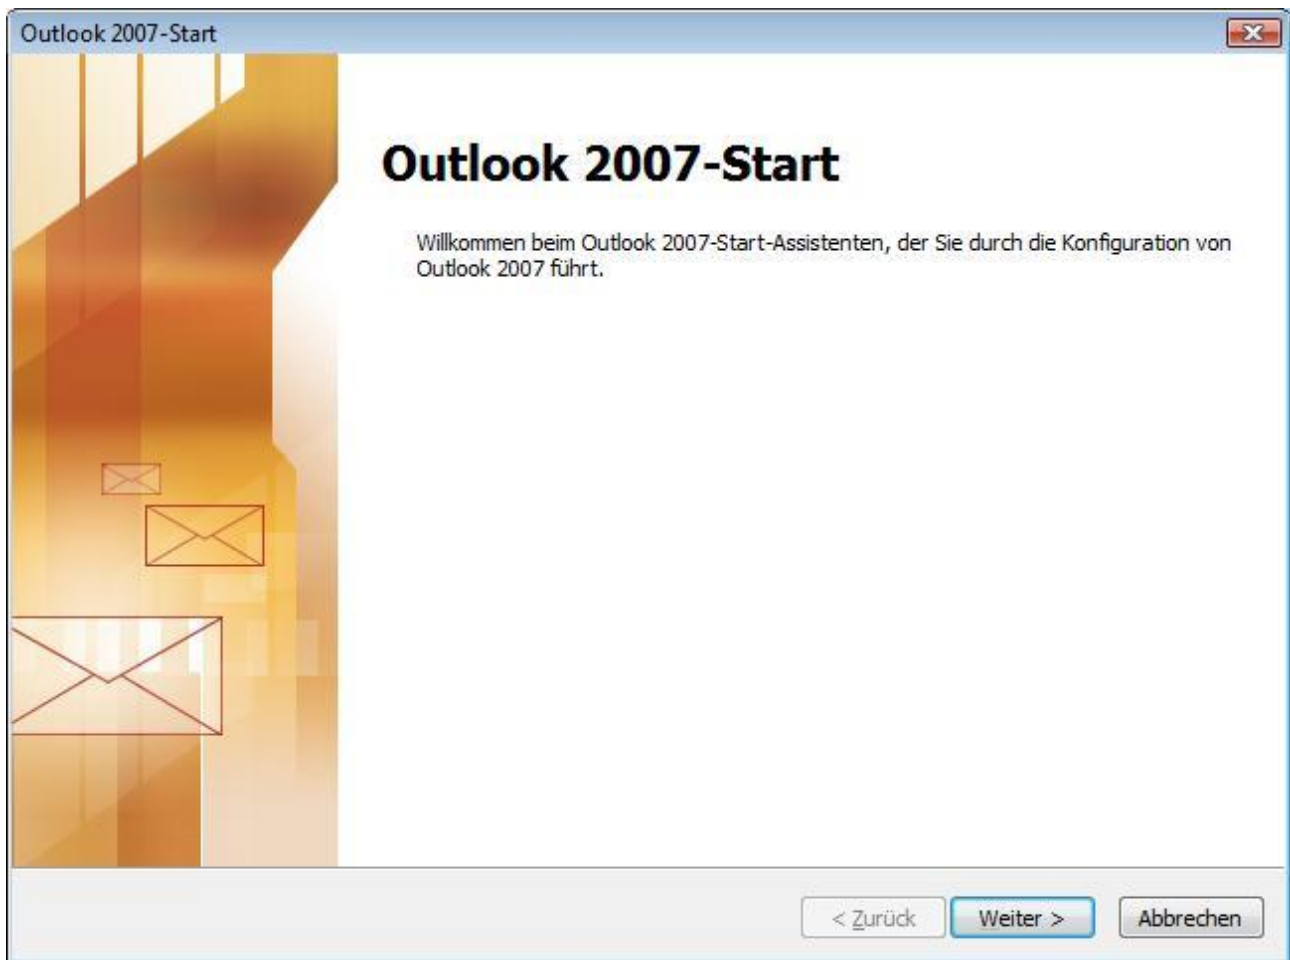 Outlook 2007-Start
Outlook 2007-Start
Willkommen beim Outlook 2007-Start-Assistenten, der Sie durch die Konfiguration von
Outlook 2007 führt.
< Zurück
Weiter >
Abbrechen